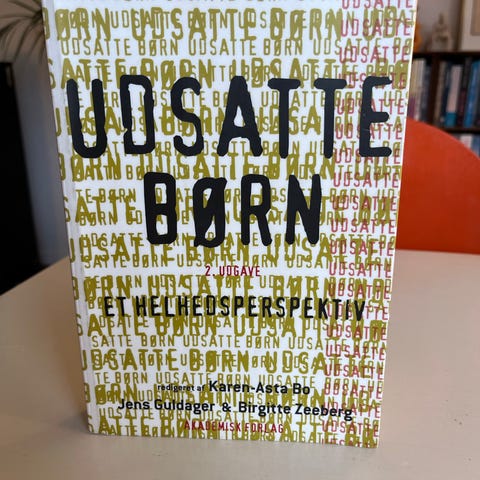 UDSATTE
BØRN
2. UDGAVE
ET HELHEDSPERSPEKTIV
redigeret af Karen-Asta Bo
Jens Guldager & Birgitte Zeeberg
AKADEMISK FORLAG